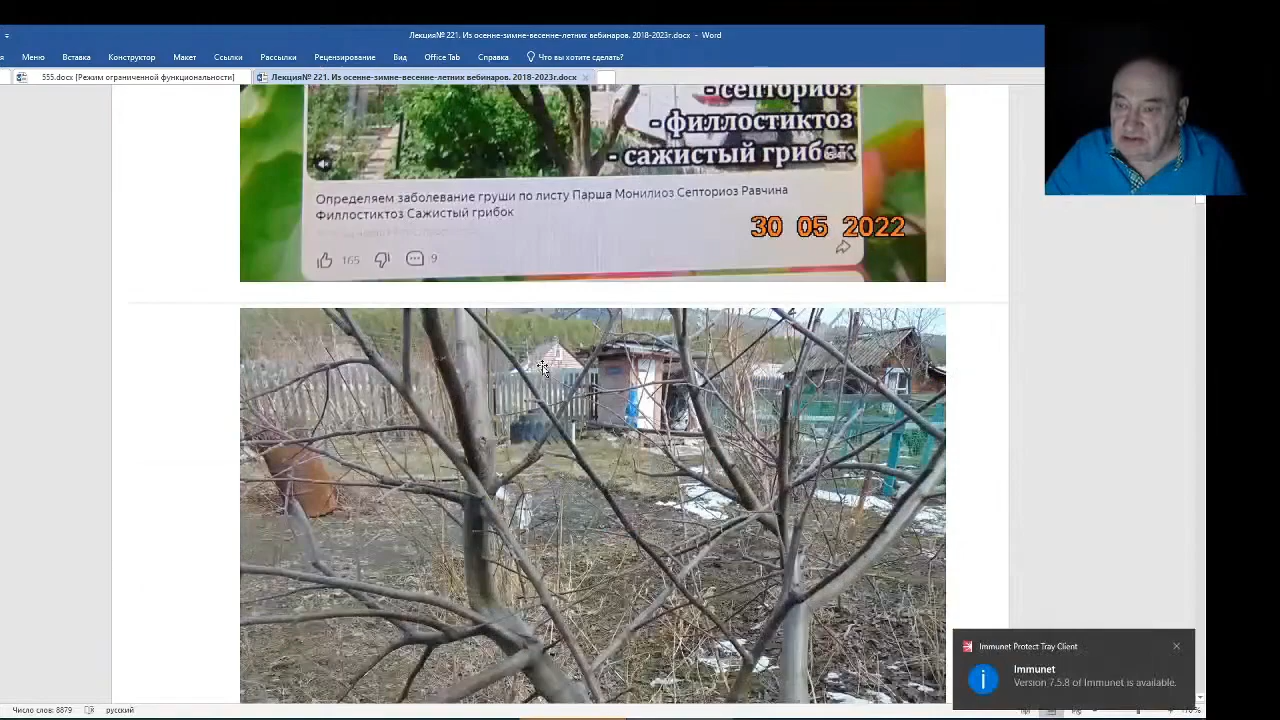 Лекция№ 221. Из осенне-зимне-весенне-летних вебинаров. 2018-2023г.docx - Word
Меню Вставка Конструктор Макет Ссылки Рассылки Рецензирование Вид Office Tab Справка Что вы хотите сделать?
555.docx [Режим ограниченной функциональности]
Лекция№ 221. Из осенне-зимне-весенне-летних вебинаров. 2018-2023г.docx
- септориоз
- филлостиктоз
- сажистый грибок
Определяем заболевание груши по листу Парша Монилиоз Септориоз Равчина
Филлостиктоз Сажистый грибок
30 05 2022
165 9
Immunet Protect Tray Client
Immunet
Version 7.5.8 of Immunet is available.
Число слов: 8879 русский